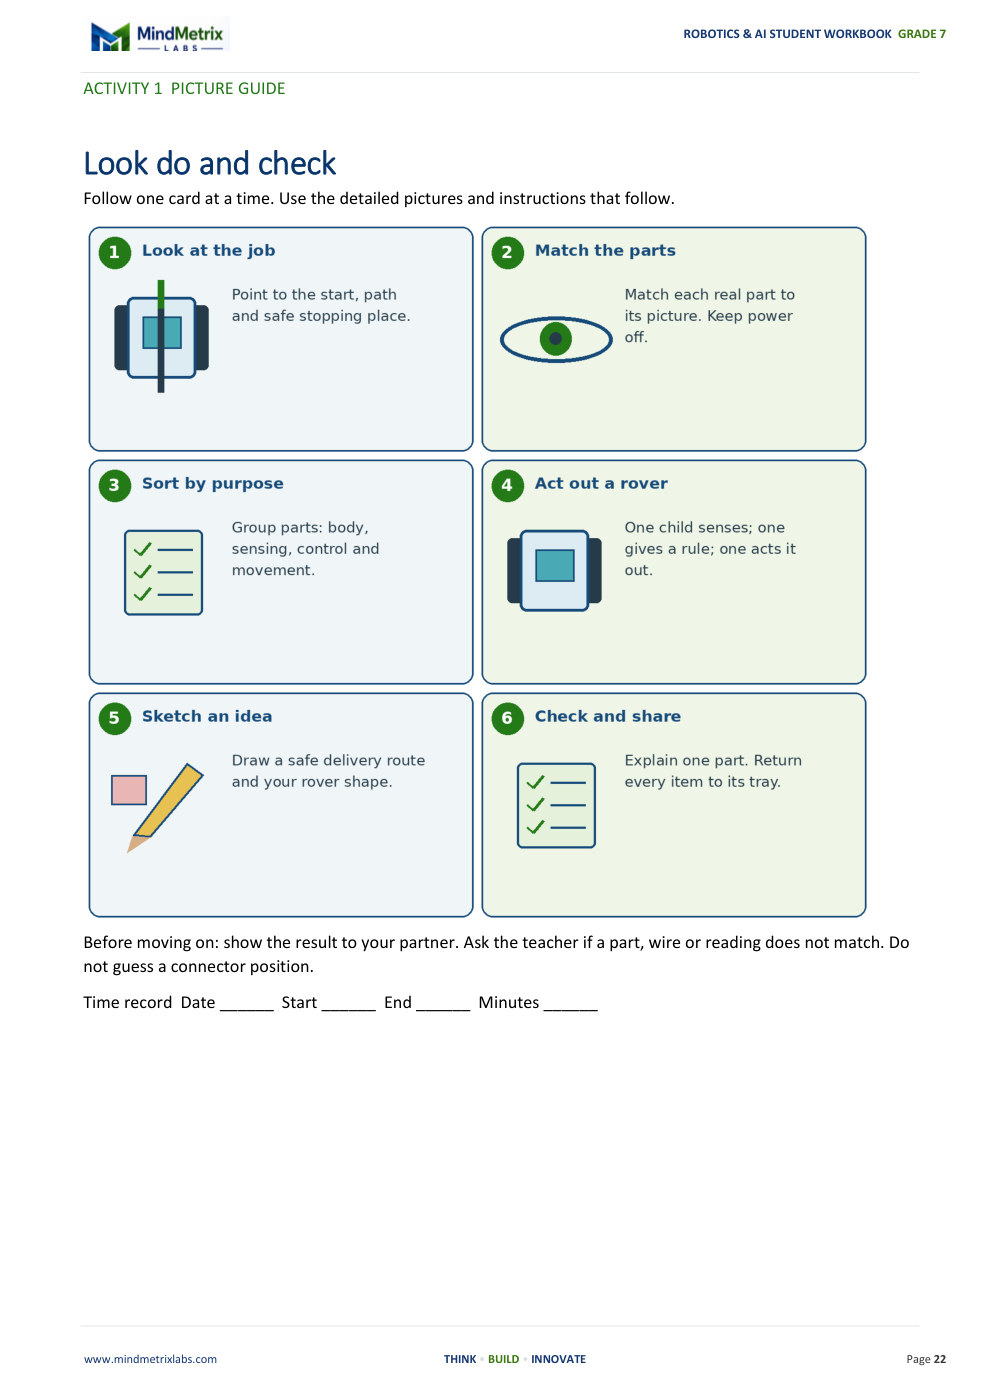 MindMetrix
LABS
ROBOTICS & AI STUDENT WORKBOOK GRADE 7
ACTIVITY 1 PICTURE GUIDE
Look do and check
Follow one card at a time. Use the detailed pictures and instructions that follow.
1 Look at the job
Point to the start, path
and safe stopping place.
2 Match the parts
Match each real part to
its picture. Keep power
off.
3 Sort by purpose
Group parts: body,
sensing, control and
movement.
4 Act out a rover
One child senses; one
gives a rule; one acts it
out.
5 Sketch an idea
Draw a safe delivery route
and your rover shape.
6 Check and share
Explain one part. Return
every item to its tray.
Before moving on: show the result to your partner. Ask the teacher if a part, wire or reading does not match. Do
not guess a connector position.
Time record Date ______ Start ______ End ______ Minutes ______
www.mindmetrixlabs.com
THINK • BUILD • INNOVATE
Page 22